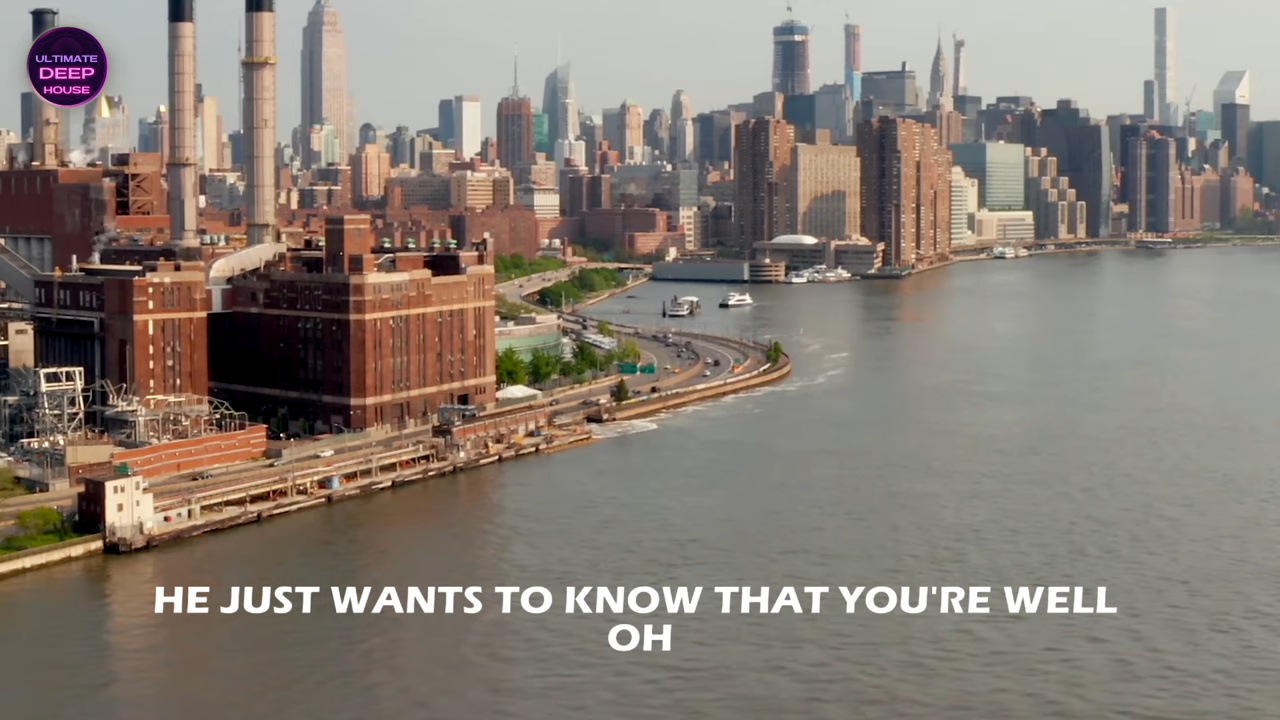 ULTIMATE
DEEP
HOUSE
HE JUST WANTS TO KNOW THAT YOU'RE WELL
OH